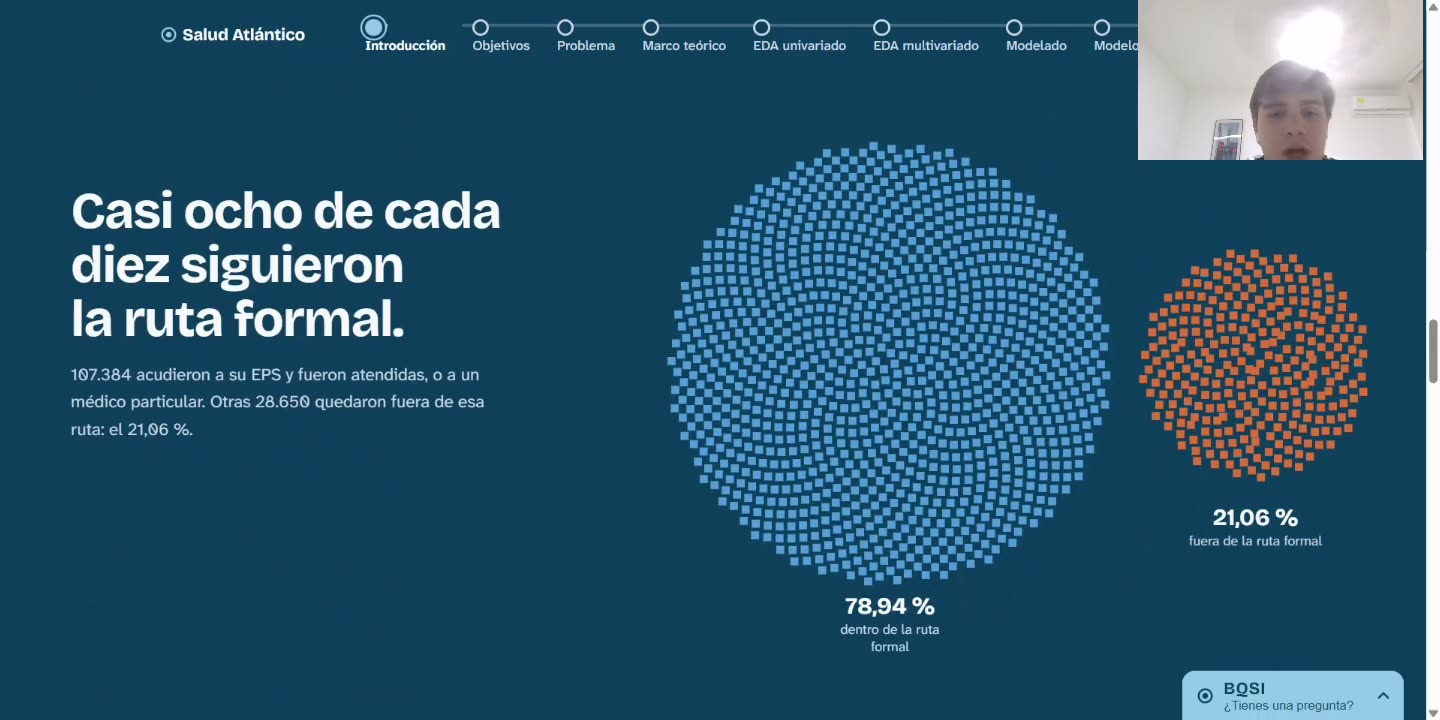 Salud Atlántico
Introducción
Objetivos
Problema
Marco teórico
EDA univariado
EDA multivariado
Modelado
Casi ocho de cada
diez siguieron
la ruta formal.
107.384 acudieron a su EPS y fueron atendidas, o a un
médico particular. Otras 28.650 quedaron fuera de esa
ruta: el 21,06 %.
78,94 %
dentro de la ruta
formal
21,06 %
fuera de la ruta formal
BQSI
¿Tienes una pregunta?